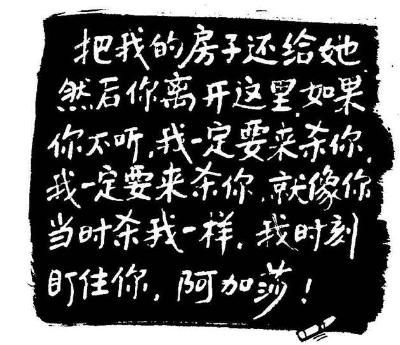 把我的房子还给她
然后你离开这里.如果
你不听,我一定要来杀你,
我一定要来杀你,就像你
当时杀我一样.我时刻
盯住你,阿加莎!